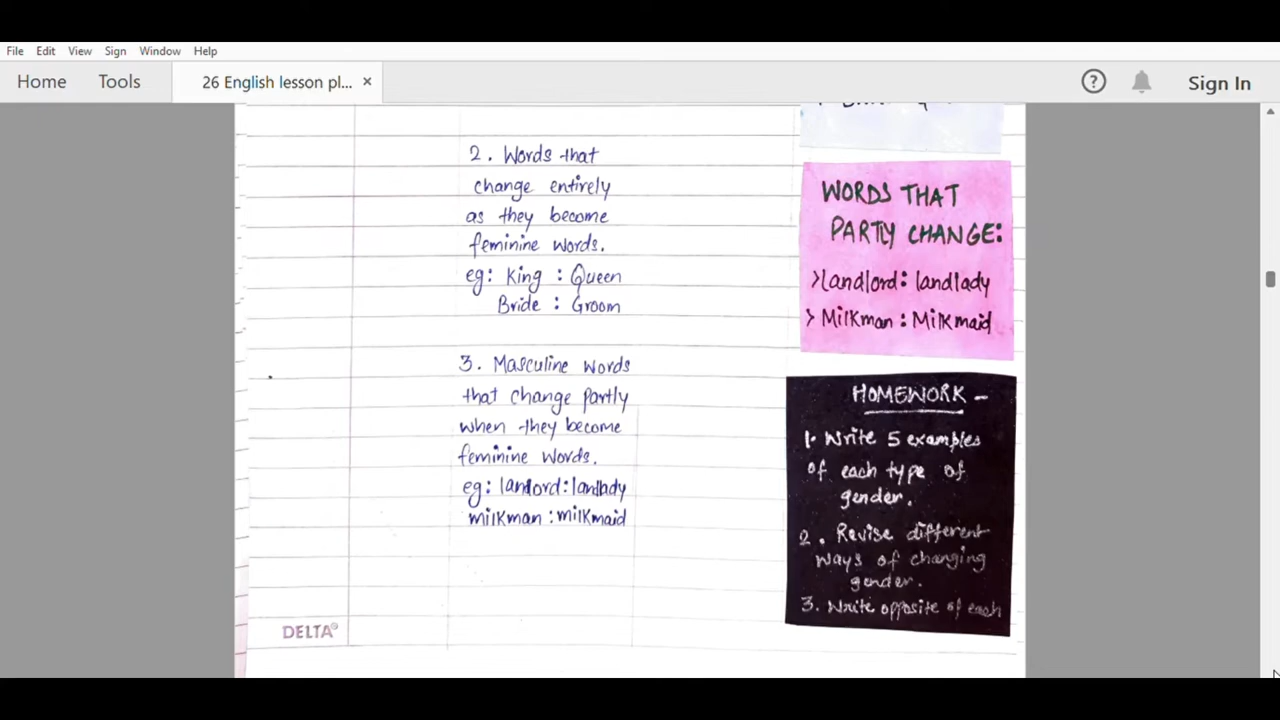 File Edit View Sign Window Help
Home Tools 26 English lesson pl... × ? Sign In
2. Words that
change entirely
as they become
feminine words.
eg: King : Queen
Bride : Groom
3. Masculine words
that change partly
when they become
feminine words.
eg: landlord: landlady
milkman : milkmaid
DELTA
WORDS THAT
PARTLY CHANGE:
>landlord: landlady
> Milkman : Milkmaid
HOMEWORK -
1. Write 5 examples
of each type of
gender.
2. Revise different
ways of changing
gender.
3. Write opposite of each